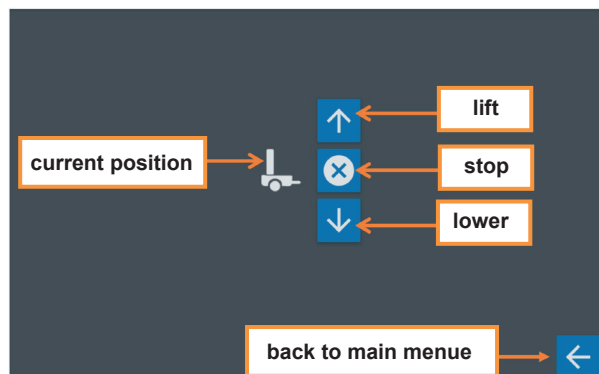 lift
current position
stop
lower
back to main menue